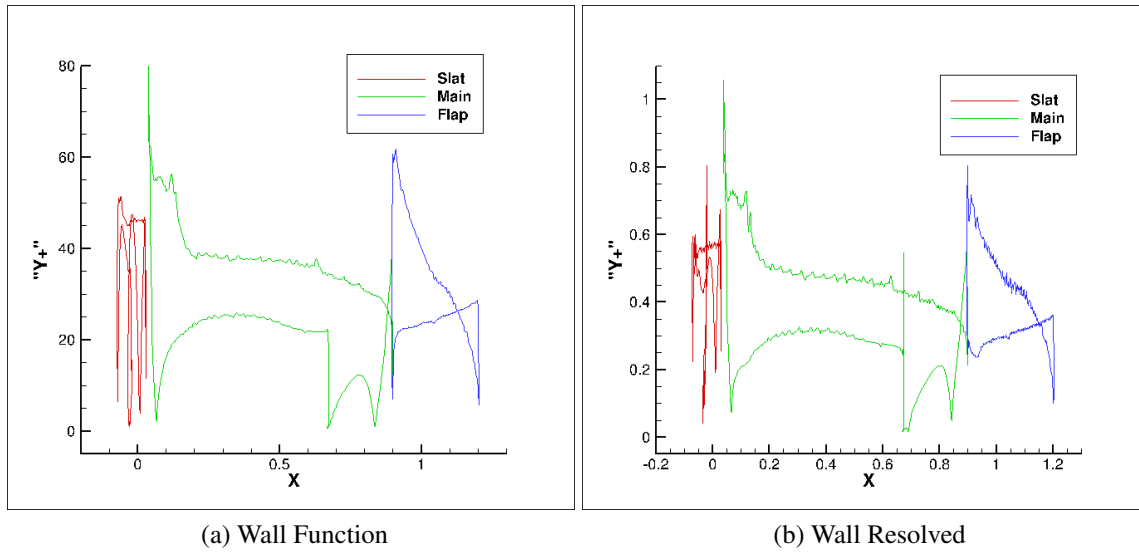 Slat
Main
Flap
"Y+"
80
60
40
20
0
0
0.5
1
X
(a) Wall Function
Slat
Main
Flap
"Y+"
1
0.8
0.6
0.4
0.2
0
-0.2
0
0.2
0.4
0.6
0.8
1
1.2
X
(b) Wall Resolved